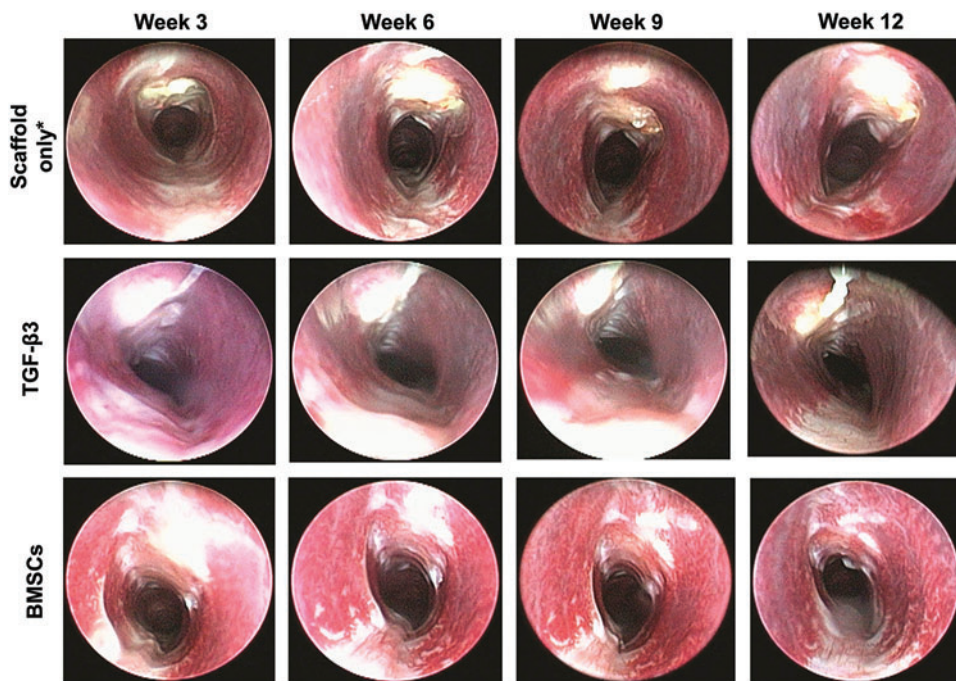 Week 3 Week 6 Week 9 Week 12
Scaffold
only*
TGF-β3
BMSCs